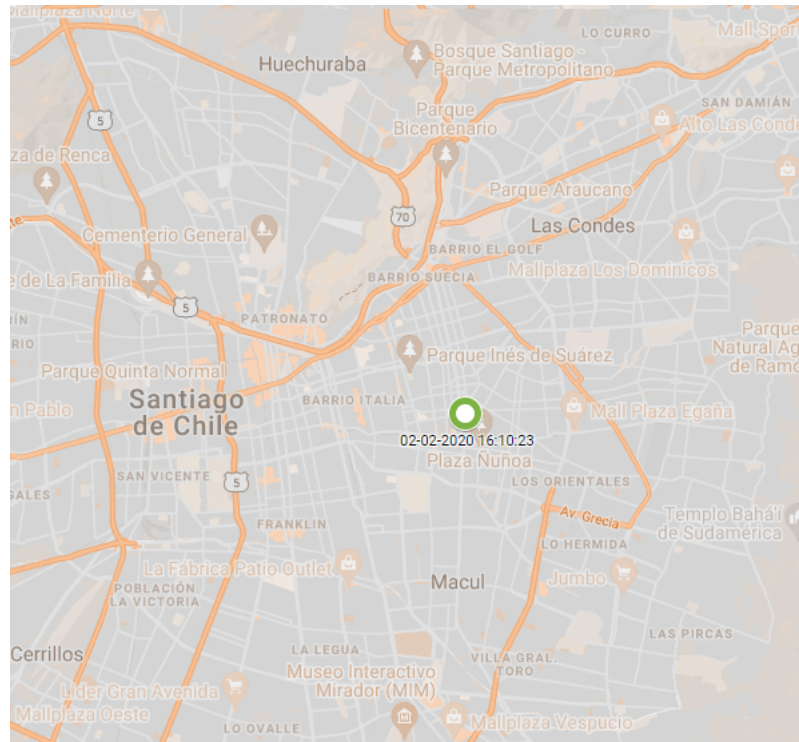 Mallplaza Norte
LO CURRO
Mall Sport
Bosque Santiago -
Parque Metropolitano
Huechuraba
5
Parque
Bicentenario
SAN DAMIÁN
Alto Las Conde
za de Renca
Parque Araucano
70
Las Condes
Cementerio General
BARRIO EL GOLF
Mallplaza Los Dominicos
BARRIO SUECIA
e de La Familia
5
PATRONATO
RÍN
RIO
Parque
Natural Ag
de Ramo
Parque Inés de Suárez
Parque Quinta Normal
Santiago
de Chile
BARRIO ITALIA
n Pablo
Mall Plaza Egaña
02-02-2020 16:10:23
Plaza Ñuñoa
SAN VICENTE
5
LOS ORIENTALES
GALES
FRANKLIN
Av. Grecia
Templo Bahá'í
de Sudamérica
LO HERMIDA
La Fábrica Patio Outlet
Macul
Jumbo
POBLACIÓN
LA VICTORIA
LAS PIRCAS
Cerrillos
LA LEGUA
VILLA GRAL.
TORO
Museo Interactivo
Mirador (MIM)
Lider Gran Avenida
Mallplaza Oeste
LO OVALLE
Mallplaza Vespucio